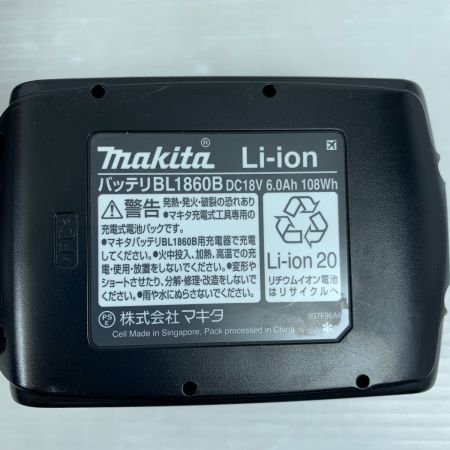 makita® Li-ion
バッテリBL1860B DC18V 6.0Ah 108Wh
警告 発熱・発火・破裂の恐れあり
●マキタ充電式工具専用の
充電式電池パックです。
●マキタバッテリBL1860B用充電器で充電
してください。●火中投入、加熱、高温での充
電・使用・放置をしないでください。●変形や
ショートさせたり、分解・修理・改造をしないで
ください。●雨や水にぬらさないでください。
Li-ion 20
リチウムイオン電池
はリサイクルへ
PSE 株式会社マキタ
Cell Made in Singapore, Pack processed in China